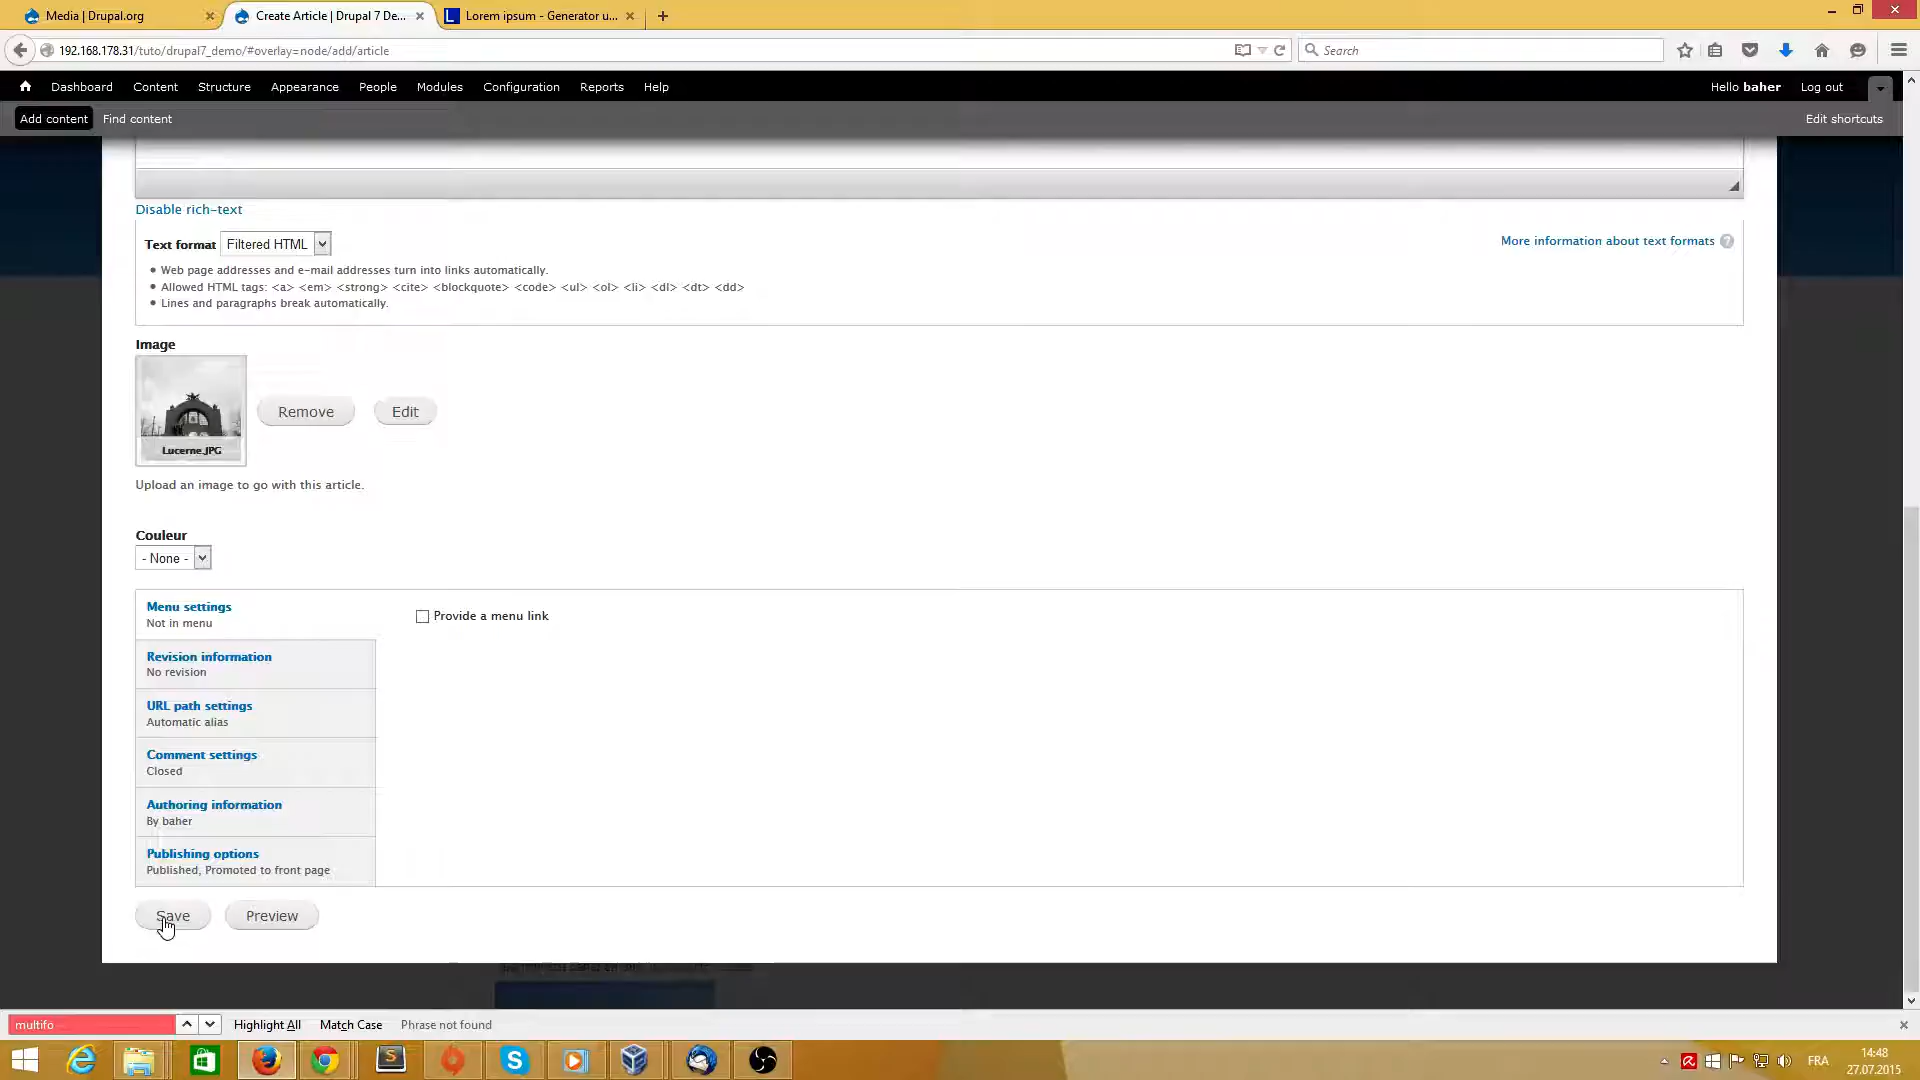 Media | Drupal.org
Create Article | Drupal 7 De...
Lorem ipsum - Generator u...
192.168.178.31/tuto/drupal7_demo/#overlay=node/add/article
Search
Dashboard Content Structure Appearance People Modules Configuration Reports Help
Hello baher Log out
Add content Find content
Edit shortcuts
Disable rich-text
Text format Filtered HTML
More information about text formats ?
Web page addresses and e-mail addresses turn into links automatically.
Allowed HTML tags: <a> <em> <strong> <cite> <blockquote> <code> <ul> <ol> <li> <dl> <dt> <dd>
Lines and paragraphs break automatically.
Image
Lucerne.JPG
Remove Edit
Upload an image to go with this article.
Couleur
- None -
Menu settings
Not in menu
Provide a menu link
Revision information
No revision
URL path settings
Automatic alias
Comment settings
Closed
Authoring information
By baher
Publishing options
Published, Promoted to front page
Save Preview
multifo
Highlight All Match Case Phrase not found
FRA
14:48
27.07.2015